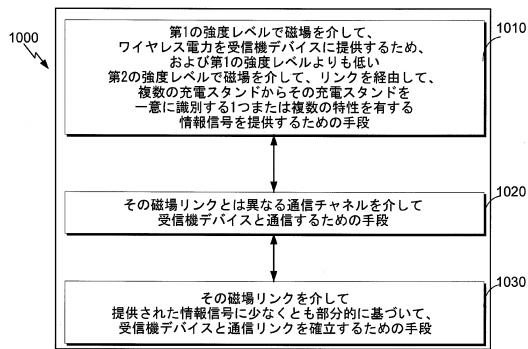 1000
1010
第1の強度レベルで磁場を介して、
ワイヤレス電力を受信機デバイスに提供するため、
および第1の強度レベルよりも低い
第2の強度レベルで磁場を介して、リンクを経由して、
複数の充電スタンドからその充電スタンドを
一意に識別する1つまたは複数の特性を有する
情報信号を提供するための手段
1020
その磁場リンクとは異なる通信チャネルを介して
受信機デバイスと通信するための手段
1030
その磁場リンクを介して
提供された情報信号に少なくとも部分的に基づいて、
受信機デバイスと通信リンクを確立するための手段